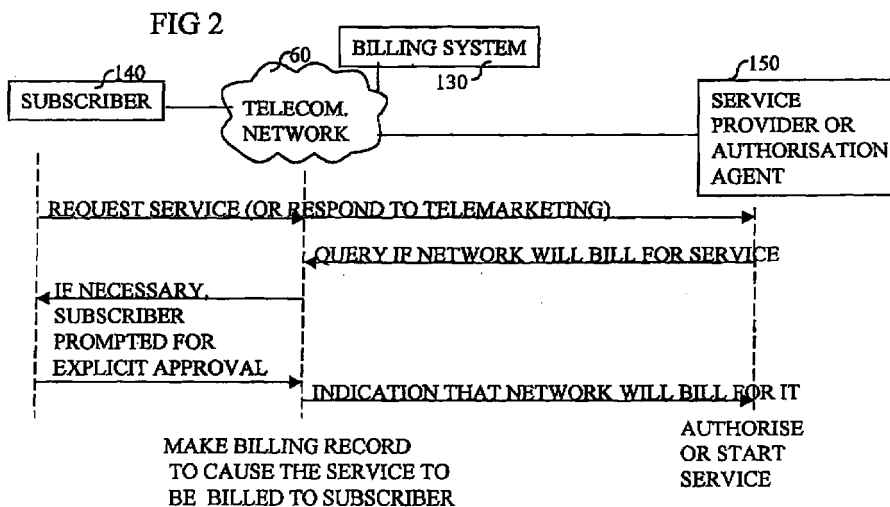 FIG 2
60
BILLING SYSTEM
130
140
SUBSCRIBER
TELECOM.
NETWORK
150
SERVICE
PROVIDER OR
AUTHORISATION
AGENT
REQUEST SERVICE (OR RESPOND TO TELEMARKETING)
QUERY IF NETWORK WILL BILL FOR SERVICE
IF NECESSARY,
SUBSCRIBER
PROMPTED FOR
EXPLICIT APPROVAL
INDICATION THAT NETWORK WILL BILL FOR IT
MAKE BILLING RECORD
TO CAUSE THE SERVICE TO
BE BILLED TO SUBSCRIBER
AUTHORISE
OR START
SERVICE